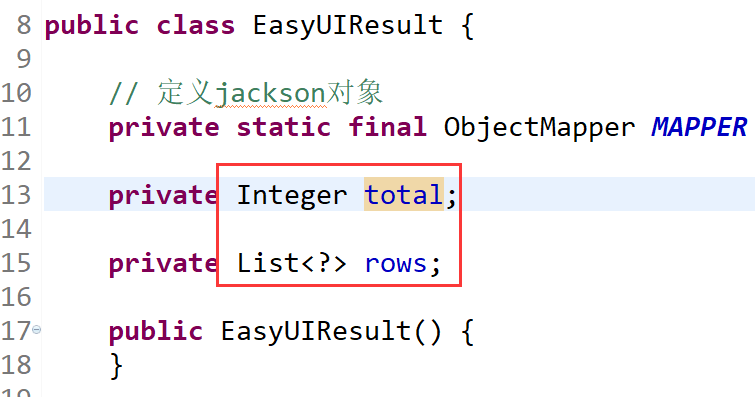 8 public class EasyUIResult {
9
10 // 定义jackson对象
11 private static final ObjectMapper MAPPER
12
13 private Integer total;
14
15 private List<?> rows;
16
17 public EasyUIResult() {
18 }